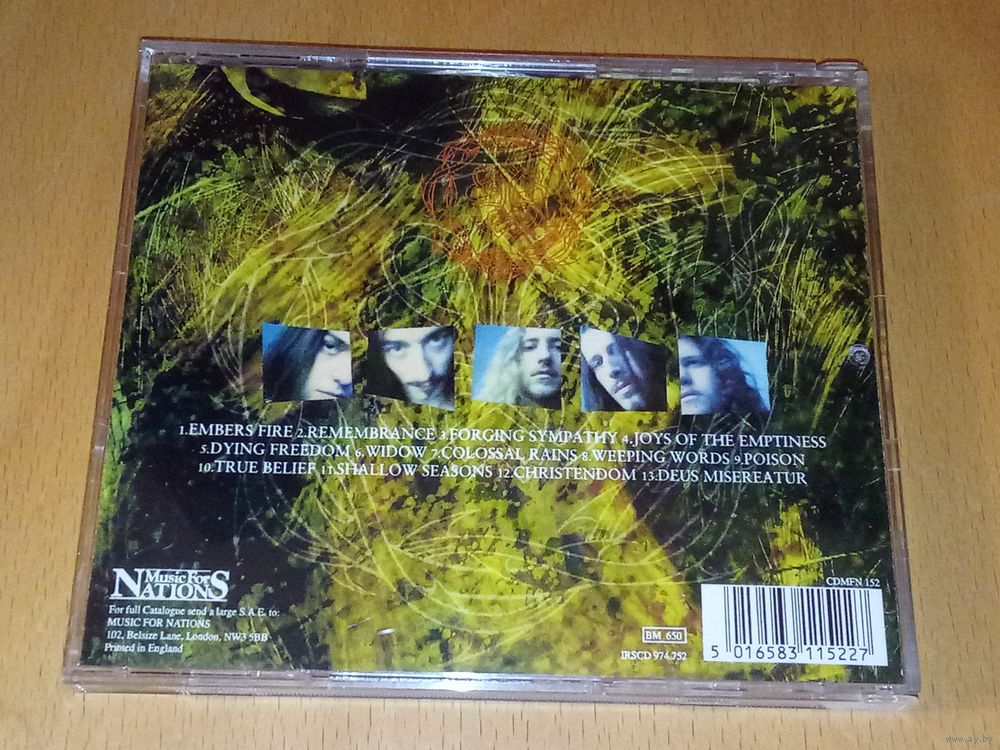 1.EMBERS FIRE 2.REMEMBRANCE 3.FORGING SYMPATHY 4.JOYS OF THE EMPTINESS
5.DYING FREEDOM 6.WIDOW 7.COLOSSAL RAINS 8.WEEPING WORDS 9.POISON
10.TRUE BELIEF 11.SHALLOW SEASONS 12.CHRISTENDOM 13.DEUS MISEREATUR
Music For
NATIONS
For full Catalogue send a large S.A.E. to:
MUSIC FOR NATIONS
102, Belsize Lane, London, NW3 5BB
Printed in England
BM 650
IRSCD 974.752
CDMFN 152
5 016583 115227
www.ay.by